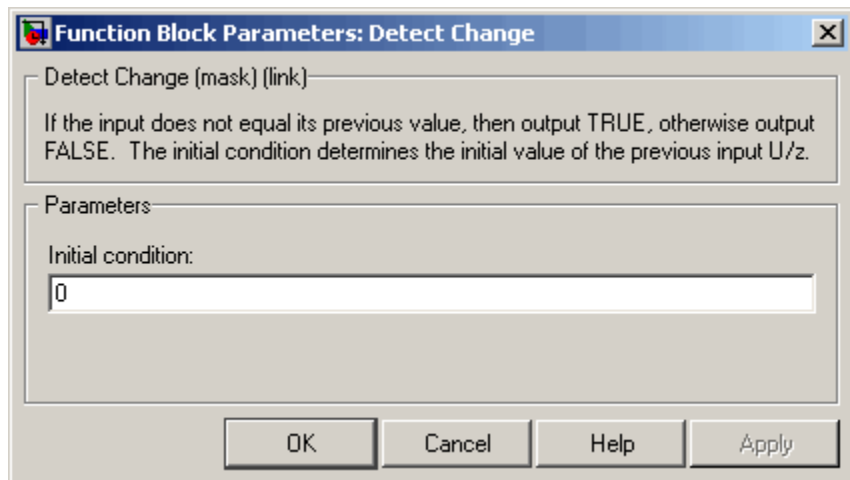 Function Block Parameters: Detect Change
Detect Change (mask) (link)
If the input does not equal its previous value, then output TRUE, otherwise output
FALSE.  The initial condition determines the initial value of the previous input U/z.
Parameters
Initial condition:
0
OK
Cancel
Help
Apply